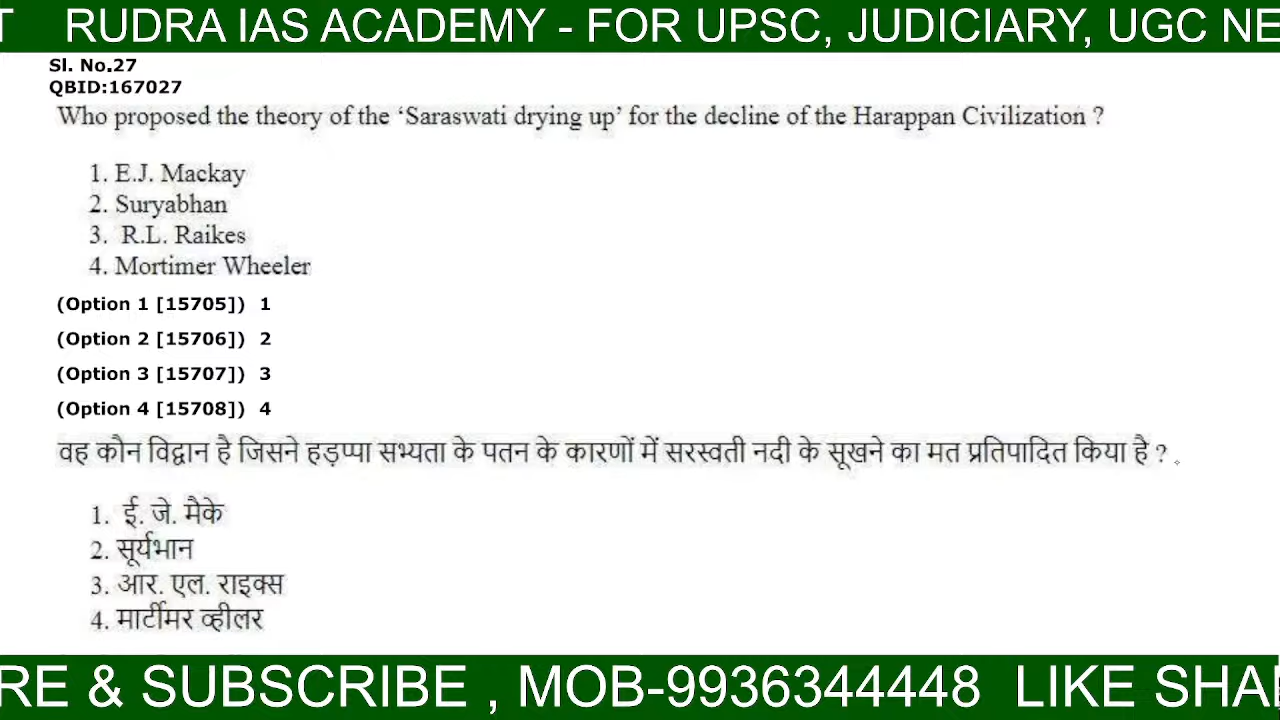 T RUDRA IAS ACADEMY - FOR UPSC, JUDICIARY, UGC NE
Sl. No.27
QBID:167027
Who proposed the theory of the ‘Saraswati drying up’ for the decline of the Harappan Civilization ?
1. E.J. Mackay
2. Suryabhan
3. R.L. Raikes
4. Mortimer Wheeler
(Option 1 [15705]) 1
(Option 2 [15706]) 2
(Option 3 [15707]) 3
(Option 4 [15708]) 4
वह कौन विद्वान है जिसने हड़प्पा सभ्यता के पतन के कारणों में सरस्वती नदी के सूखने का मत प्रतिपादित किया है ?
1. ई. जे. मैके
2. सूर्यभान
3. आर. एल. राइक्स
4. मार्टीमर व्हीलर
RE & SUBSCRIBE , MOB-9936344448 LIKE SHA